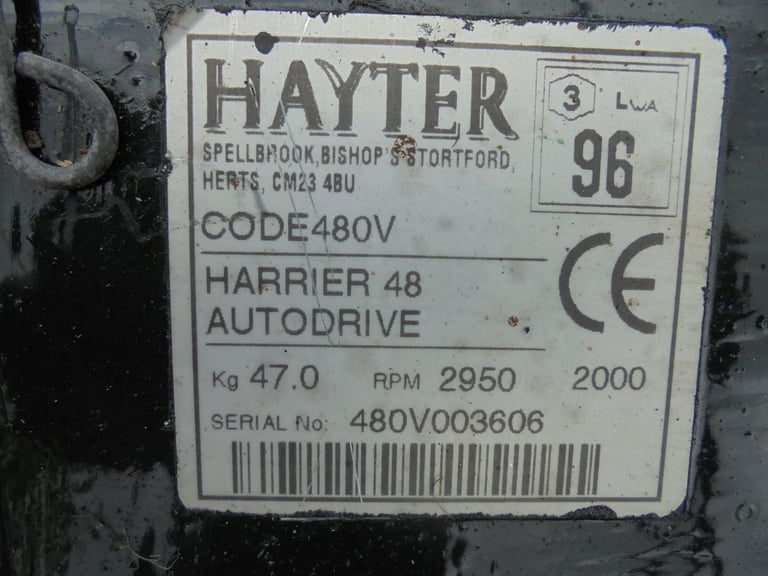 HAYTER
3 LWA
96
SPELLBROOK, BISHOP'S STORTFORD,
HERTS, CM23 4BU
CODE480V
CE
HARRIER 48
AUTODRIVE
Kg 47.0 RPM 2950 2000
SERIAL No: 480V003606